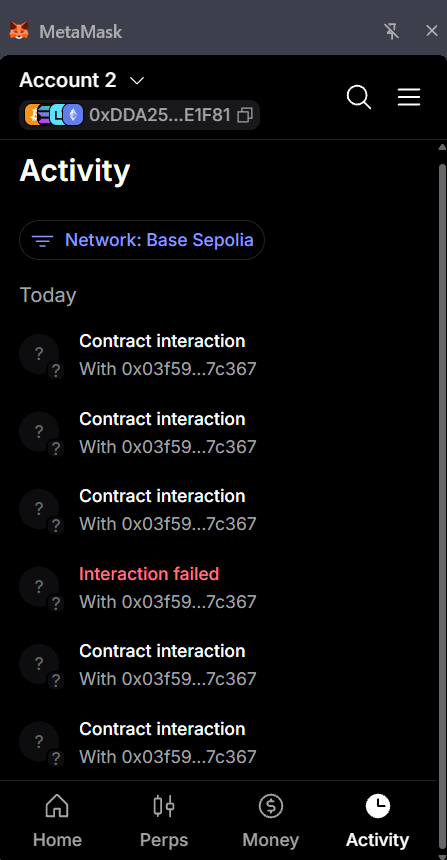 MetaMask
Account 2
0xDDA25...E1F81
Activity
Network: Base Sepolia
Today
?
?
Contract interaction
With 0x03f59...7c367
?
?
Contract interaction
With 0x03f59...7c367
?
?
Contract interaction
With 0x03f59...7c367
?
?
Interaction failed
With 0x03f59...7c367
?
?
Contract interaction
With 0x03f59...7c367
?
?
Contract interaction
With 0x03f59...7c367
Home Perps Money Activity